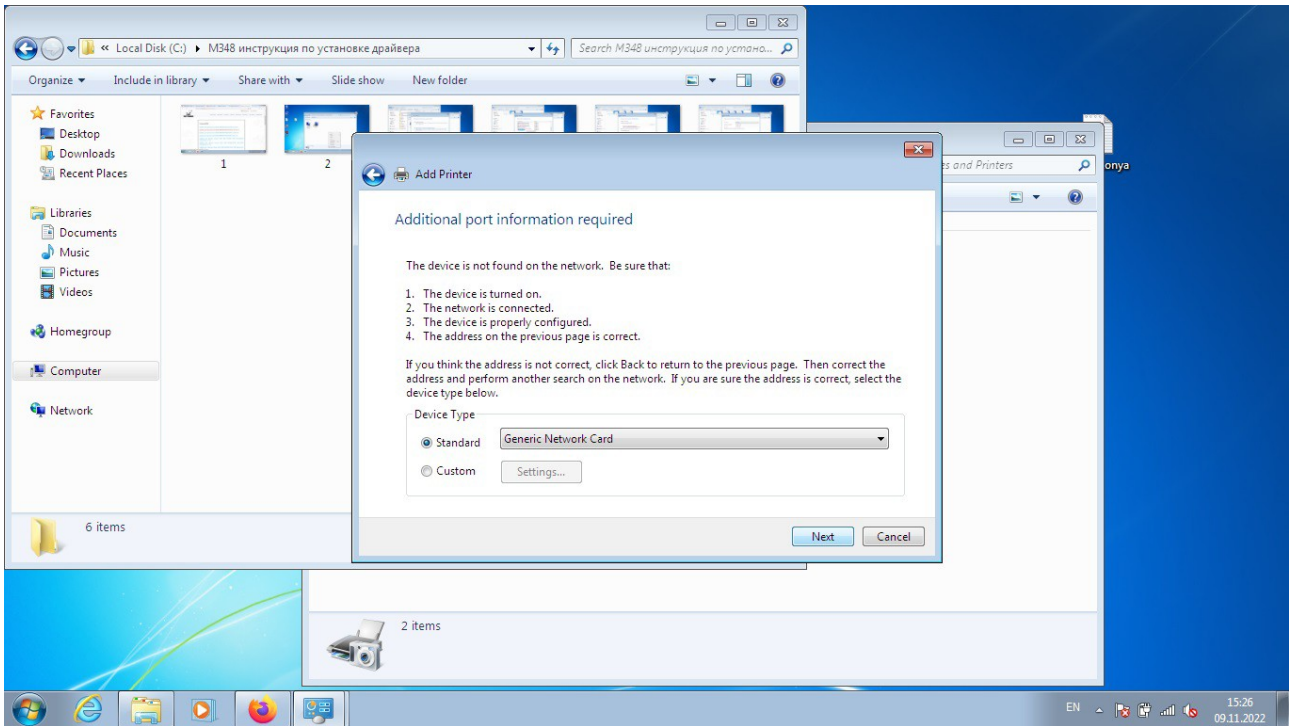 « Local Disk (C:) ▸ M348 инструкция по установке драйвера
Search M348 инструкция по устано...
Organize
Include in library
Share with
Slide show
New folder
Favorites
Desktop
Downloads
Recent Places
Libraries
Documents
Music
Pictures
Videos
Homegroup
Computer
Network
1
2
6 items
es and Printers
onya
Add Printer
Additional port information required
The device is not found on the network. Be sure that:
1. The device is turned on.
2. The network is connected.
3. The device is properly configured.
4. The address on the previous page is correct.
If you think the address is not correct, click Back to return to the previous page. Then correct the
address and perform another search on the network. If you are sure the address is correct, select the
device type below.
Device Type
Standard
Generic Network Card
Custom
Settings...
Next
Cancel
2 items
EN
15:26
09.11.2022